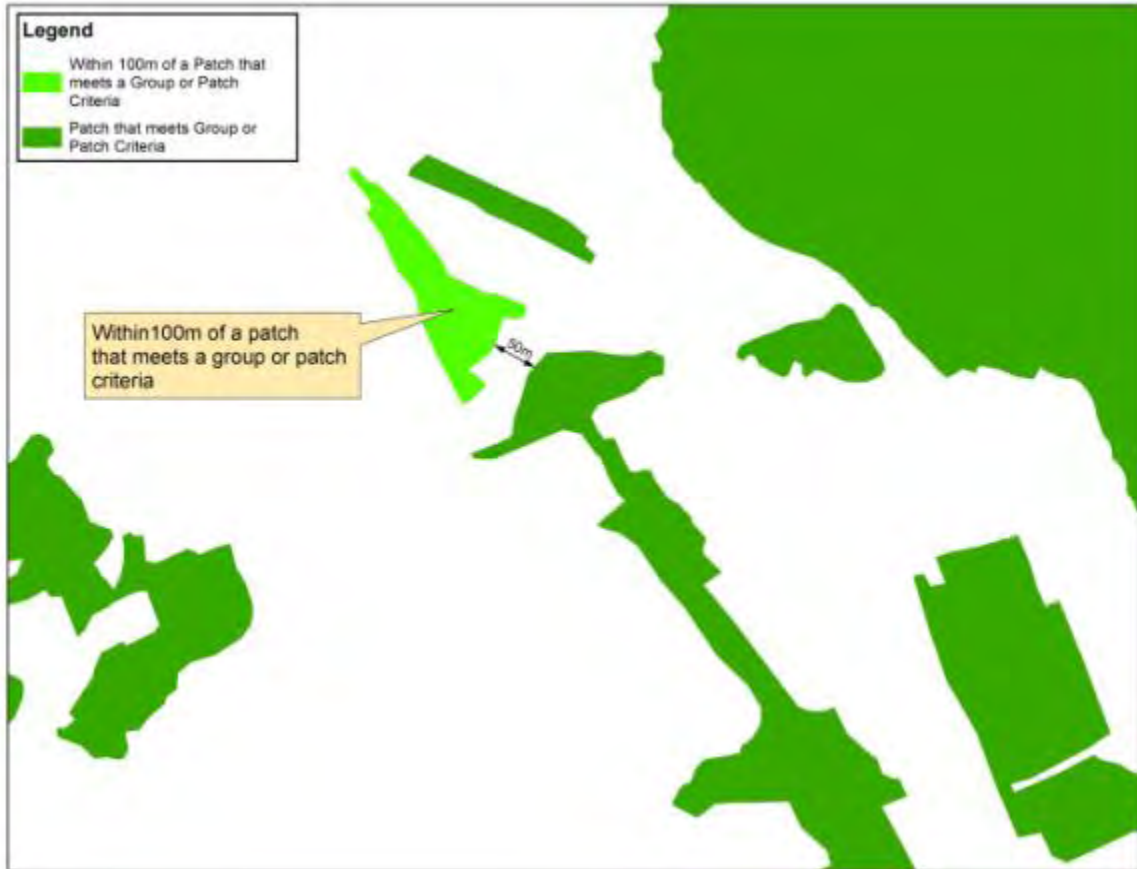 Legend
Within 100m of a Patch that
meets a Group or Patch
Criteria
Patch that meets Group or
Patch Criteria
Within100m of a patch
that meets a group or patch
criteria
50m